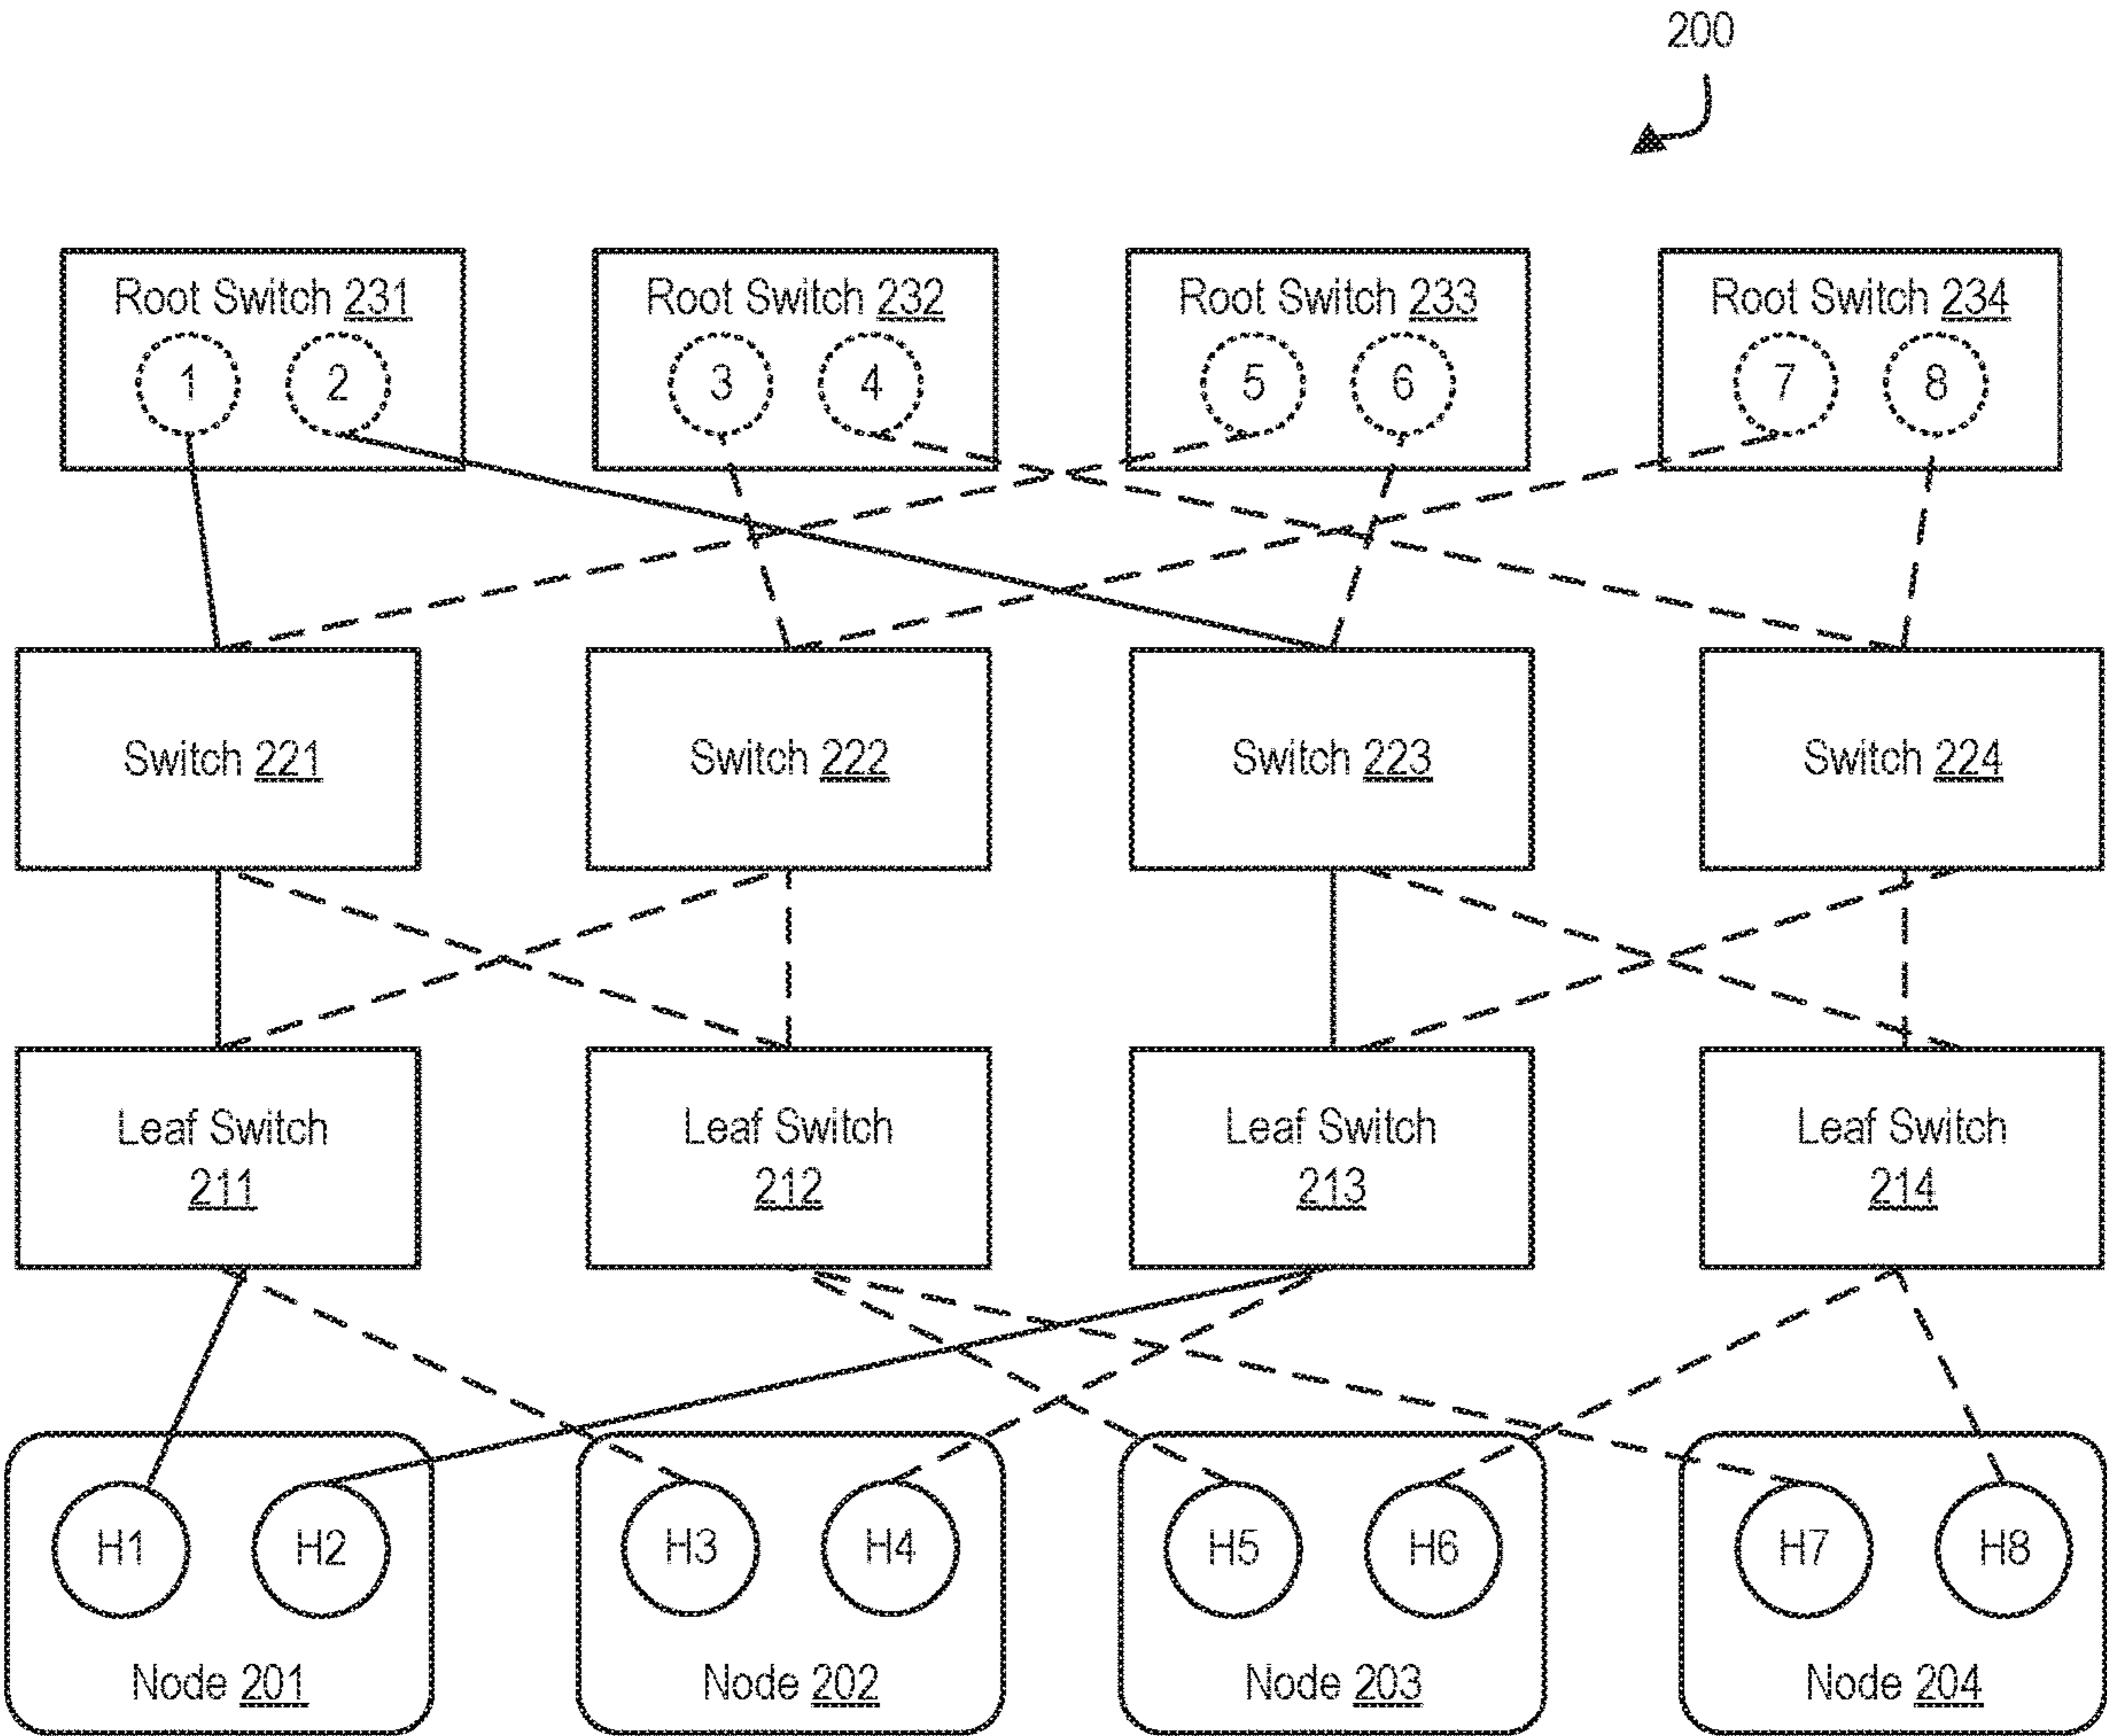 200
Root Switch 231
1 2
Root Switch 232
3 4
Root Switch 233
5 6
Root Switch 234
7 8
Switch 221
Switch 222
Switch 223
Switch 224
Leaf Switch
211
Leaf Switch
212
Leaf Switch
213
Leaf Switch
214
H1 H2
Node 201
H3 H4
Node 202
H5 H6
Node 203
H7 H8
Node 204